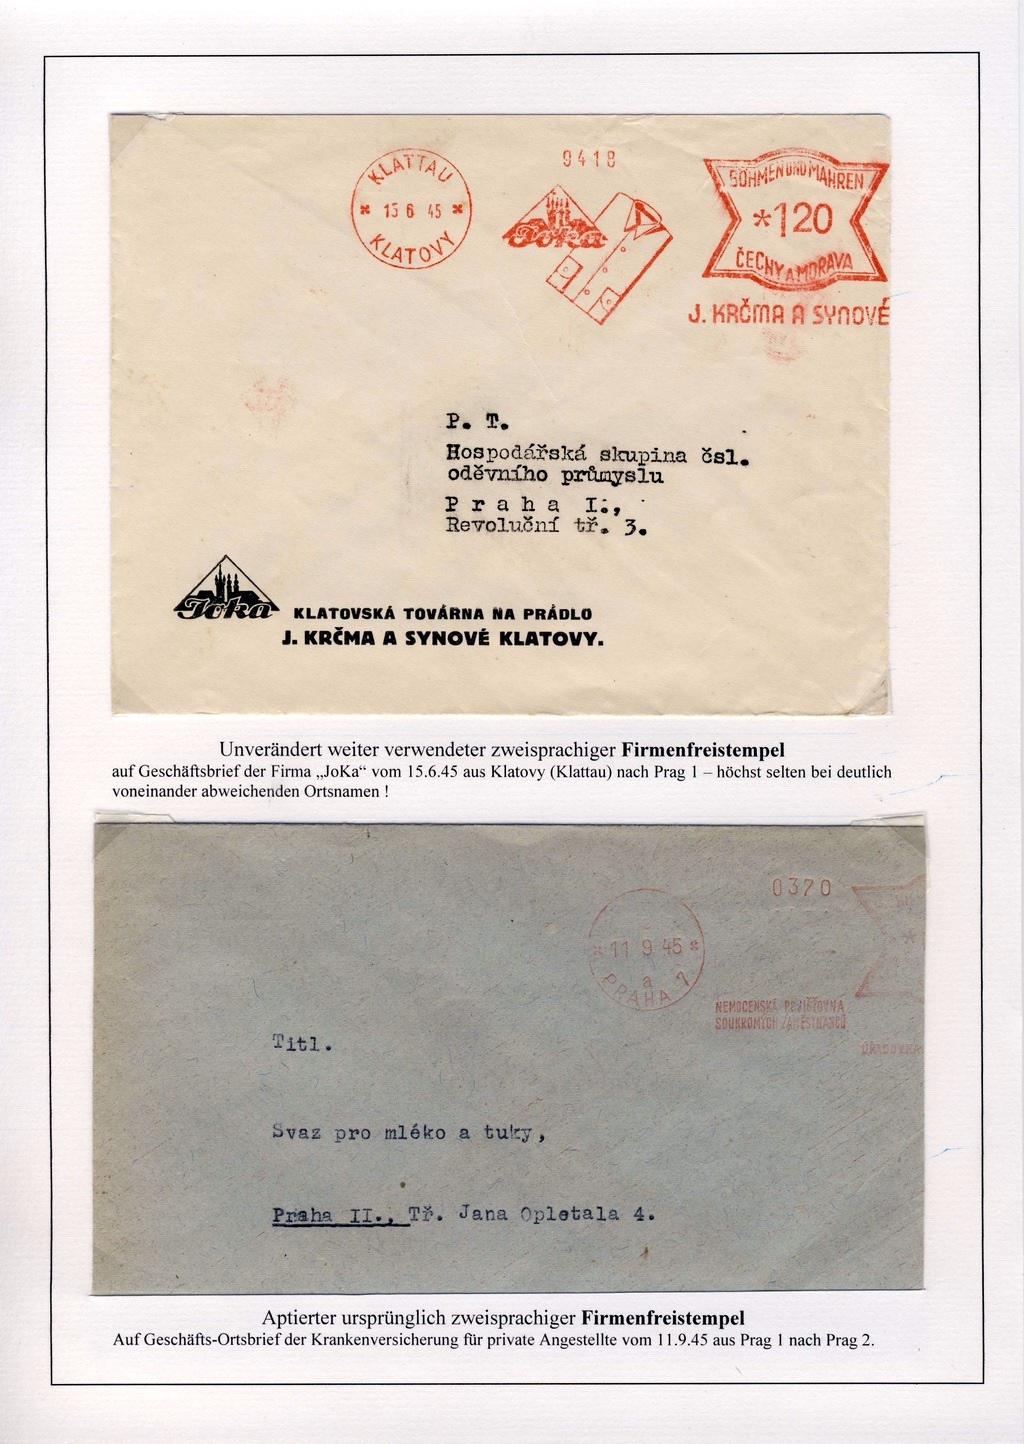 9418
KLATTAU
15 6 45
KLATOVY
Joka
BÖHMEN UND MÄHREN
*120
ČECHY A MORAVA
J. KRČMA A SYNOVÉ
P. T.
Hospodářská skupina čsl.
oděvního průmyslu
Praha I.,
Revoluční tř. 3.
Joka
KLATOVSKÁ TOVÁRNA NA PRÁDLO
J. KRČMA A SYNOVÉ KLATOVY.
Unverändert weiter verwendeter zweisprachiger Firmenfreistempel
auf Geschäftsbrief der Firma „JoKa“ vom 15.6.45 aus Klatovy (Klattau) nach Prag 1 – höchst selten bei deutlich
voneinander abweichenden Ortsnamen !
0370
11 9 45
a
PRAHA 1
NEMOCENSKÁ POJIŠŤOVNA
SOUKROMÝCH ZAMĚSTNANCŮ
Titl.
Svaz pro mléko a tuky,
Praha II., Tř. Jana Opletala 4.
Aptierter ursprünglich zweisprachiger Firmenfreistempel
Auf Geschäfts-Ortsbrief der Krankenversicherung für private Angestellte vom 11.9.45 aus Prag 1 nach Prag 2.